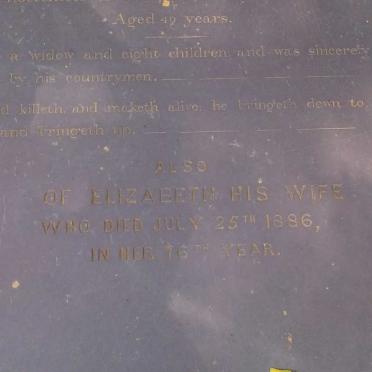 Aged 49 years.
a widow and eight children and was sincerely
by his countrymen.
killeth, and maketh alive: he bringeth down to
and bringeth up.
ALSO
OF ELIZABETH HIS WIFE
WHO DIED JULY 25TH 1886,
IN HER 76TH YEAR.